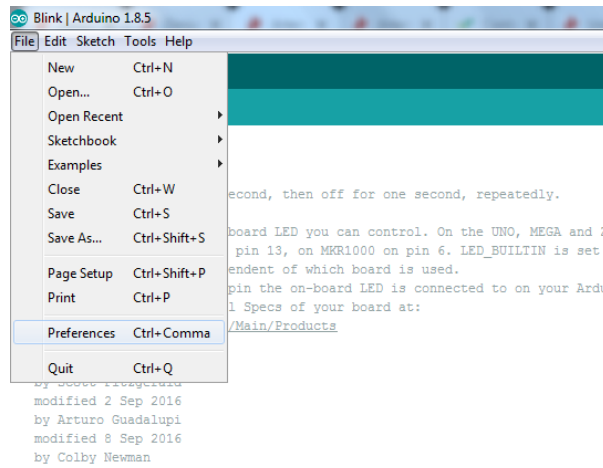 Blink | Arduino 1.8.5
File Edit Sketch Tools Help
New Ctrl+N
Open... Ctrl+O
Open Recent
Sketchbook
Examples
Close Ctrl+W
Save Ctrl+S
Save As... Ctrl+Shift+S
Page Setup Ctrl+Shift+P
Print Ctrl+P
Preferences Ctrl+Comma
Quit Ctrl+Q
econd, then off for one second, repeatedly.
board LED you can control. On the UNO, MEGA and
pin 13, on MKR1000 on pin 6. LED_BUILTIN is set
endent of which board is used.
pin the on-board LED is connected to on your Ardu
l Specs of your board at:
/Main/Products
by Scott Fitzgerald
modified 2 Sep 2016
by Arturo Guadalupi
modified 8 Sep 2016
by Colby Newman